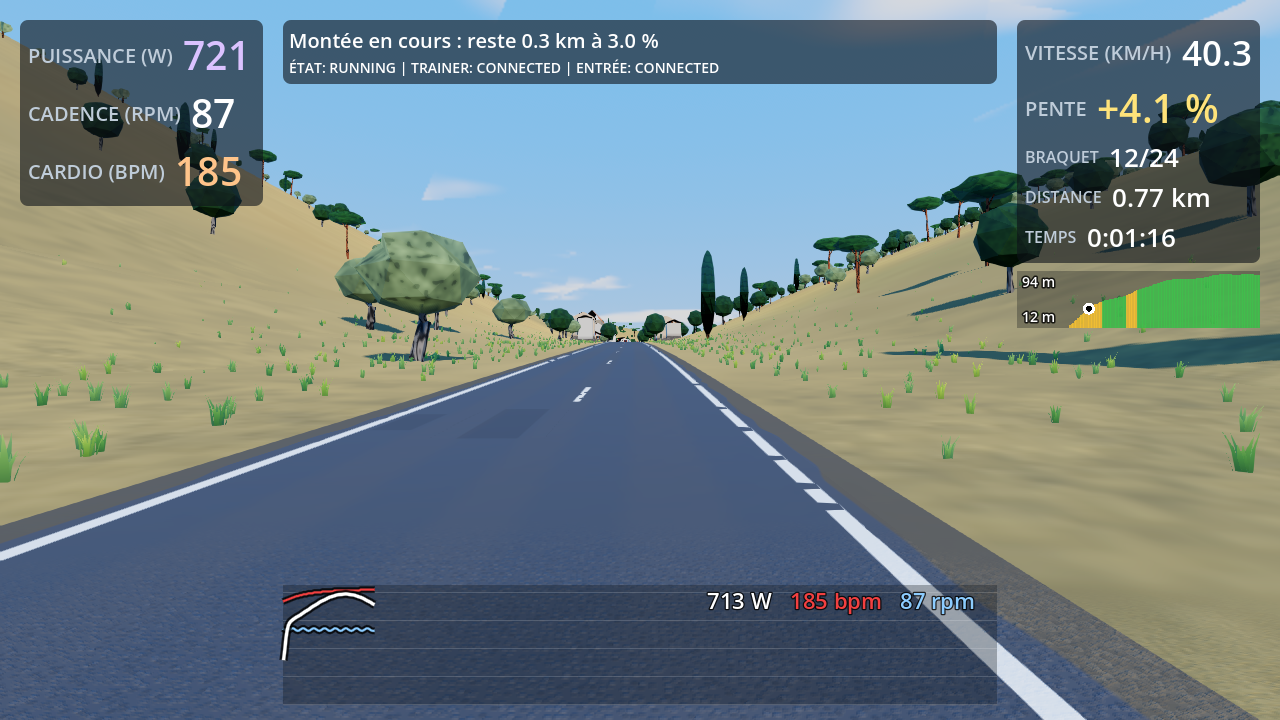 PUISSANCE (W) 721
CADENCE (RPM) 87
CARDIO (BPM) 185
Montée en cours : reste 0.3 km à 3.0 %
ÉTAT: RUNNING | TRAINER: CONNECTED | ENTRÉE: CONNECTED
VITESSE (KM/H) 40.3
PENTE +4.1 %
BRAQUET 12/24
DISTANCE 0.77 km
TEMPS 0:01:16
94 m
12 m
713 W 185 bpm 87 rpm